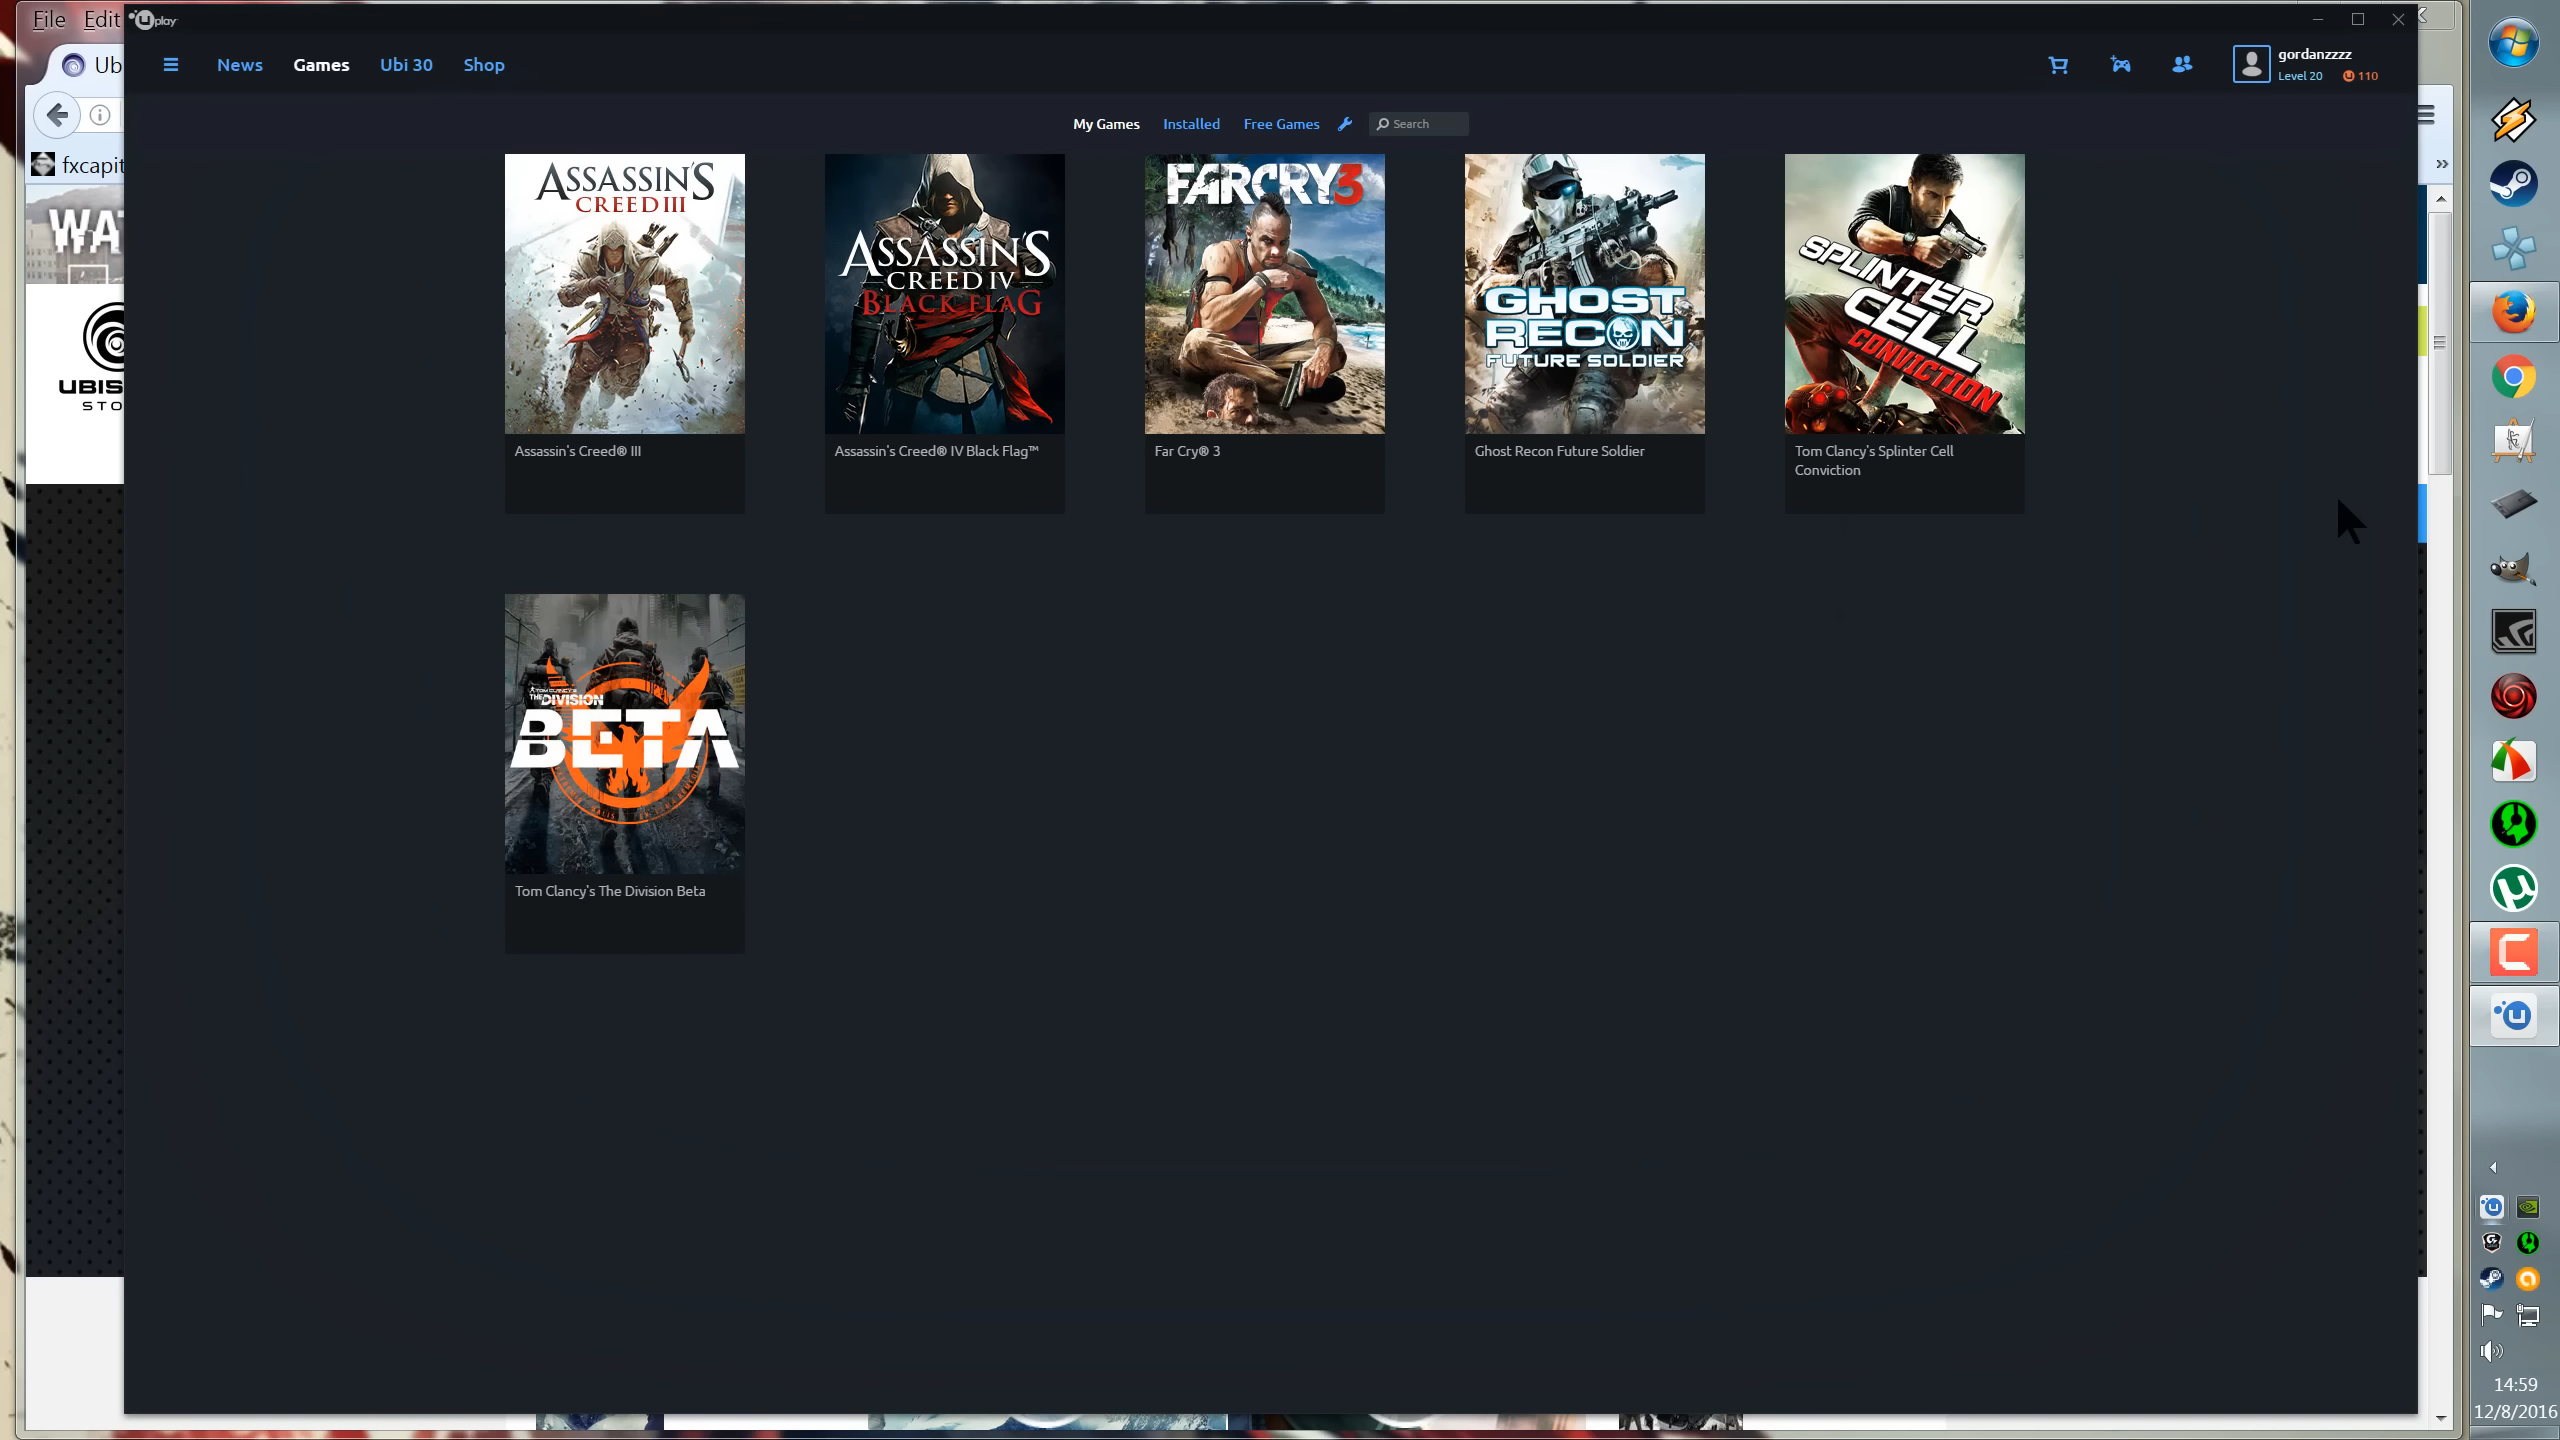 File Edit
Uplay
Ub
fxcapit
WA
UBIS
STO
News Games Ubi 30 Shop
gordanzzzz
Level 20 110
My Games Installed Free Games Search
ASSASSIN'S
CREED III
Assassin's Creed® III
ASSASSIN'S
CREED IV
BLACK FLAG
Assassin's Creed® IV Black Flag™
FARCRY3
Far Cry® 3
GHOST
RECON
FUTURE SOLDIER
Ghost Recon Future Soldier
SPLINTER
CELL
CONVICTION
Tom Clancy's Splinter Cell
Conviction
TOM CLANCY'S
THE DIVISION
BETA
Tom Clancy's The Division Beta
14:59
12/8/2016